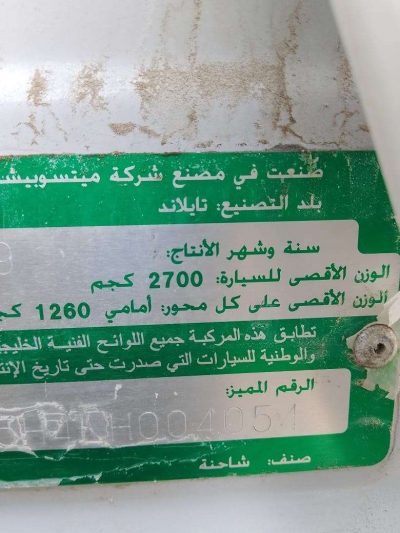 صنعت في مصنع شركة ميتسوبيش
بلد التصنيع: تايلاند
سنة وشهر الأنتاج:
الوزن الأقصى للسيارة: 2700 كجم
الوزن الأقصى على كل محور: أمامي 1260 كج
تطابق هذه المركبة جميع اللوائح الفنية الخليج
والوطنية للسيارات التي صدرت حتى تاريخ الإنت
الرقم المميز:
H004054
صنف: شاحنة